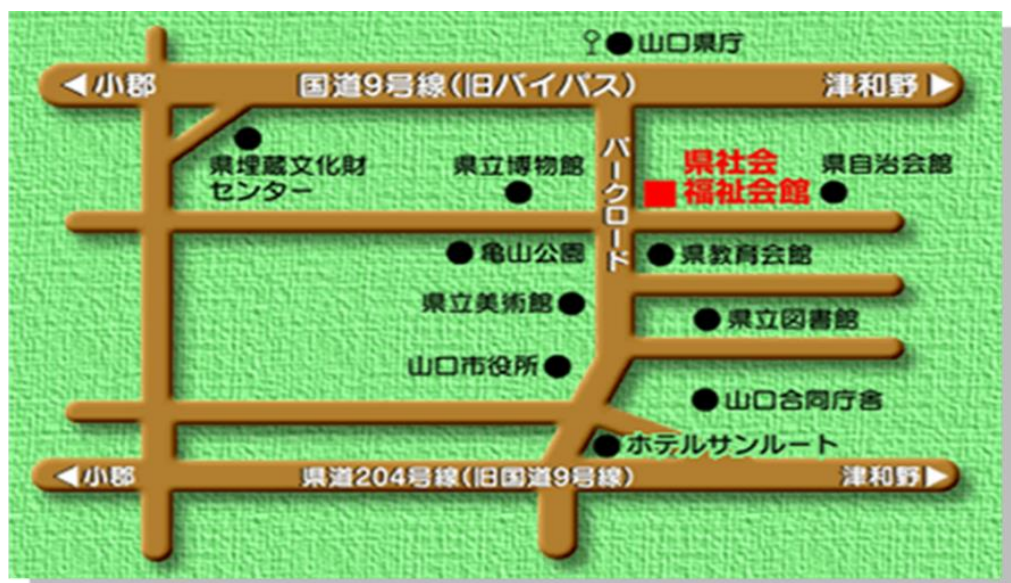 山口県庁
◀小郡
国道9号線(旧バイパス)
津和野▶
パークロード
県埋蔵文化財
センター
県立博物館
県社会
福祉会館
県自治会館
亀山公園
県教育会館
県立美術館
県立図書館
山口市役所
山口合同庁舎
ホテルサンルート
◀小郡
県道204号線(旧国道9号線)
津和野▶